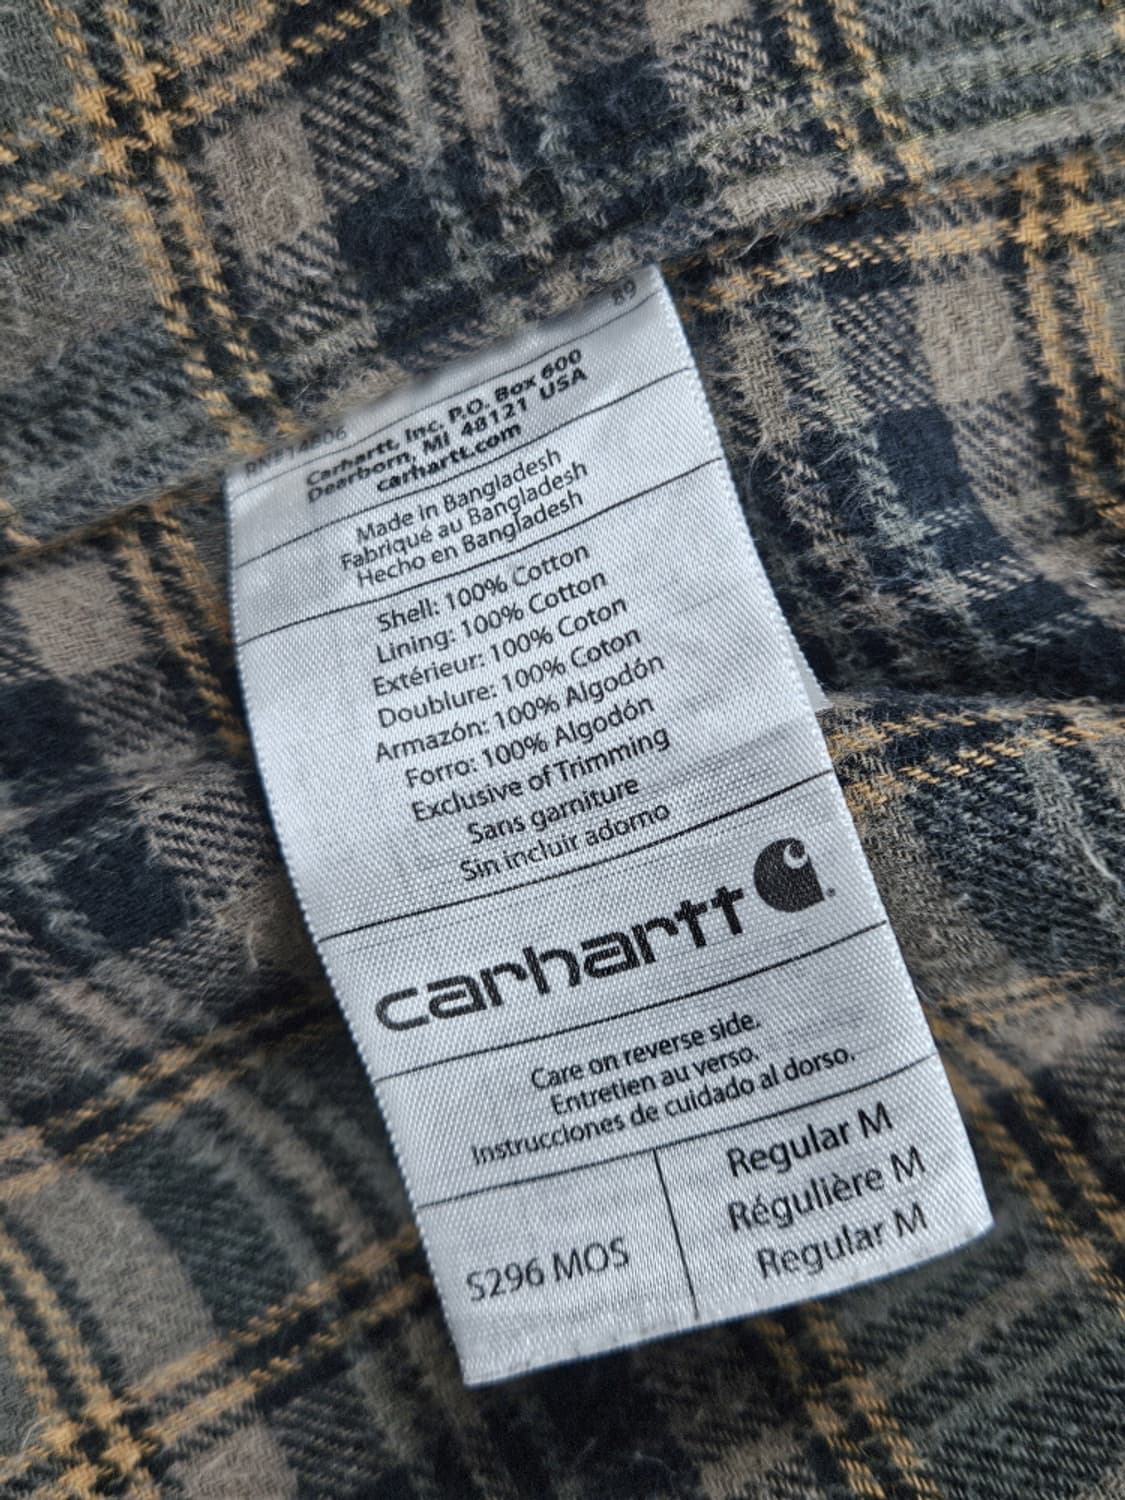 89
Carhartt, Inc. P.O. Box 600
Dearborn, MI 48121 USA
carhartt.com
Made in Bangladesh
Fabriqué au Bangladesh
Hecho en Bangladesh
Shell: 100% Cotton
Lining: 100% Cotton
Extérieur: 100% Coton
Doublure: 100% Coton
Armazón: 100% Algodón
Forro: 100% Algodón
Exclusive of Trimming
Sans garniture
Sin incluir adorno
carhartt
Care on reverse side.
Entretien au verso.
Instrucciones de cuidado al dorso.
S296 MOS
Regular M
Régulière M
Regular M